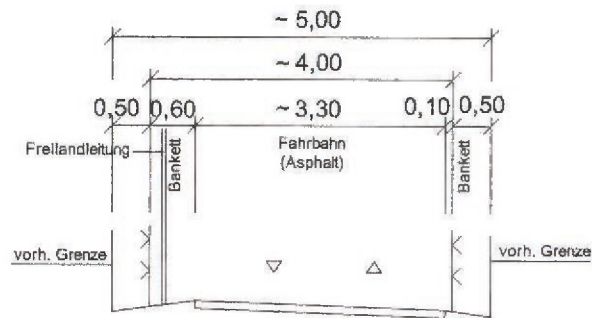 ~ 5,00
~ 4,00
0,50 0,60 ~ 3,30 0,10 0,50
Freilandleitung
Bankett
Fahrbahn
(Asphalt)
Bankett
vorh. Grenze
vorh. Grenze